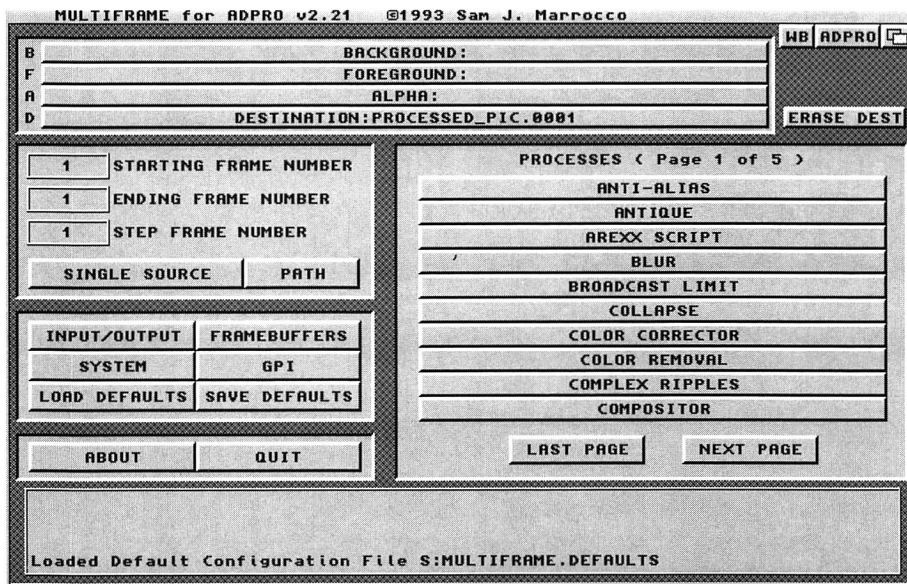 MULTIFRAME for ADPRO v2.21 ©1993 Sam J. Marrocco
WB ADPRO
B BACKGROUND:
F FOREGROUND:
A ALPHA:
D DESTINATION:PROCESSED_PIC.0001
ERASE DEST
1 STARTING FRAME NUMBER
1 ENDING FRAME NUMBER
1 STEP FRAME NUMBER
SINGLE SOURCE PATH
INPUT/OUTPUT FRAMEBUFFERS
SYSTEM GPI
LOAD DEFAULTS SAVE DEFAULTS
ABOUT QUIT
PROCESSES ( Page 1 of 5 )
ANTI-ALIAS
ANTIQUE
AREXX SCRIPT
BLUR
BROADCAST LIMIT
COLLAPSE
COLOR CORRECTOR
COLOR REMOVAL
COMPLEX RIPPLES
COMPOSITOR
LAST PAGE NEXT PAGE
Loaded Default Configuration File S:MULTIFRAME.DEFAULTS